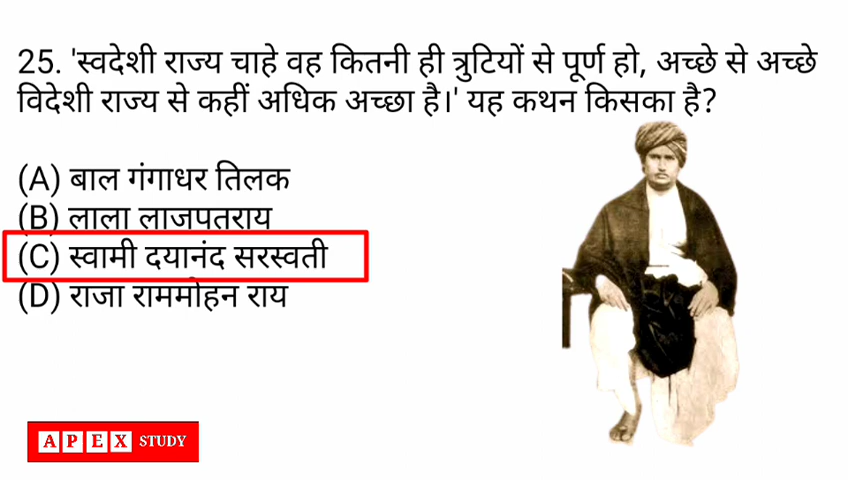 25. 'स्वदेशी राज्य चाहे वह कितनी ही त्रुटियों से पूर्ण हो, अच्छे से अच्छे
विदेशी राज्य से कहीं अधिक अच्छा है।' यह कथन किसका है?
(A) बाल गंगाधर तिलक
(B) लाला लाजपतराय
(C) स्वामी दयानंद सरस्वती
(D) राजा राममोहन राय
APEX STUDY